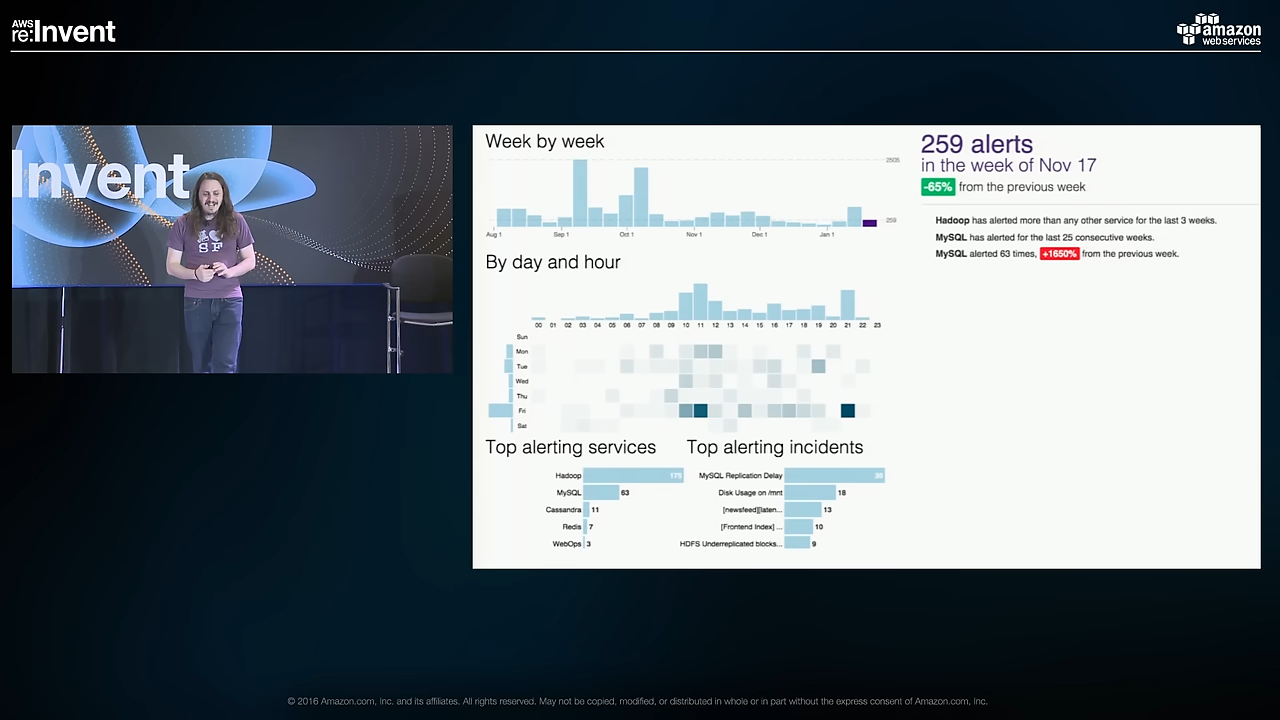 AWS
re:Invent
amazon
web services
Invent
S F
Week by week
2505
259
Aug 1 Sep 1 Oct 1 Nov 1 Dec 1 Jan 1
By day and hour
00 01 02 03 04 05 06 07 08 09 10 11 12 13 14 15 16 17 18 19 20 21 22 23
Sun
Mon
Tue
Wed
Thu
Fri
Sat
Top alerting services
Hadoop 175
MySQL 63
Cassandra 11
Redis 7
WebOps 3
Top alerting incidents
MySQL Replication Delay
Disk Usage on /mnt 18
[newsfeed][laten... 13
[Frontend Index] ... 10
HDFS Underreplicated blocks... 9
259 alerts
in the week of Nov 17
-65% from the previous week
Hadoop has alerted more than any other service for the last 3 weeks.
MySQL has alerted for the last 25 consecutive weeks.
MySQL alerted 63 times, +1650% from the previous week.
© 2016 Amazon.com, Inc. and its affiliates. All rights reserved. May not be copied, modified, or distributed in whole or in part without the express consent of Amazon.com, Inc.